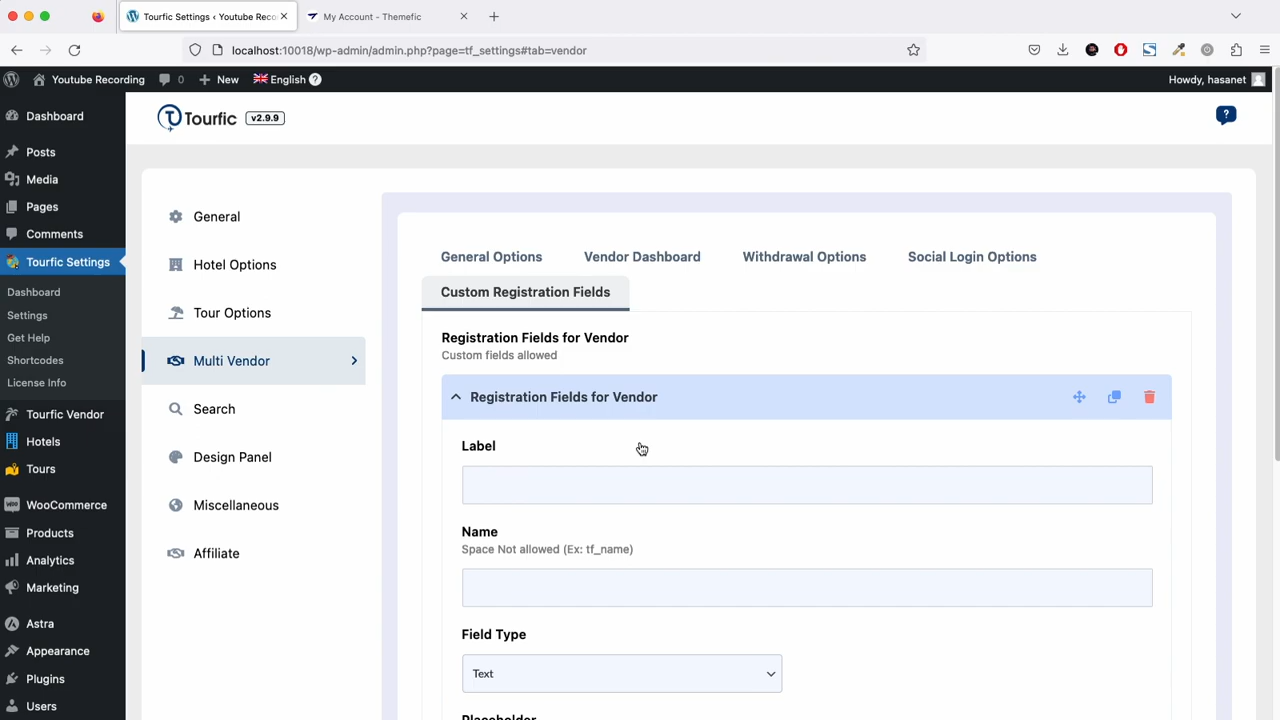 Tourfic Settings ‹ Youtube Reco
My Account - Themefic
localhost:10018/wp-admin/admin.php?page=tf_settings#tab=vendor
Youtube Recording
0
New
English
Howdy, hasanet
Dashboard
Posts
Media
Pages
Comments
Tourfic Settings
Dashboard
Settings
Get Help
Shortcodes
License Info
Tourfic Vendor
Hotels
Tours
WooCommerce
Products
Analytics
Marketing
Astra
Appearance
Plugins
Users
Tourfic
v2.9.9
General
Hotel Options
Tour Options
Multi Vendor
Search
Design Panel
Miscellaneous
Affiliate
General Options
Vendor Dashboard
Withdrawal Options
Social Login Options
Custom Registration Fields
Registration Fields for Vendor
Custom fields allowed
Registration Fields for Vendor
Label
Name
Space Not allowed (Ex: tf_name)
Field Type
Text
Placeholder